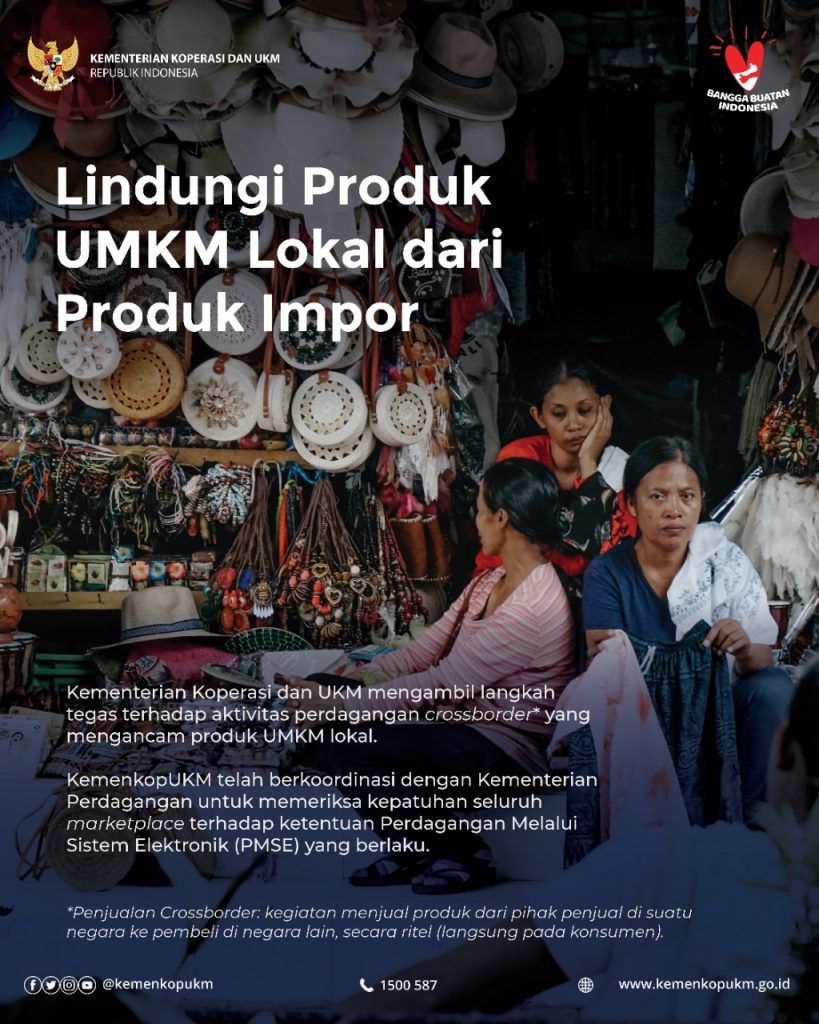 KEMENTERIAN KOPERASI DAN UKM
REPUBLIK INDONESIA
BANGGA BUATAN
INDONESIA
Lindungi Produk
UMKM Lokal dari
Produk Impor
Kementerian Koperasi dan UKM mengambil langkah
tegas terhadap aktivitas perdagangan crossborder* yang
mengancam produk UMKM lokal.
KemenkopUKM telah berkoordinasi dengan Kementerian
Perdagangan untuk memeriksa kepatuhan seluruh
marketplace terhadap ketentuan Perdagangan Melalui
Sistem Elektronik (PMSE) yang berlaku.
*Penjualan Crossborder: kegiatan menjual produk dari pihak penjual di suatu
negara ke pembeli di negara lain, secara ritel (langsung pada konsumen).
@kemenkopukm
1500 587
www.kemenkopukm.go.id